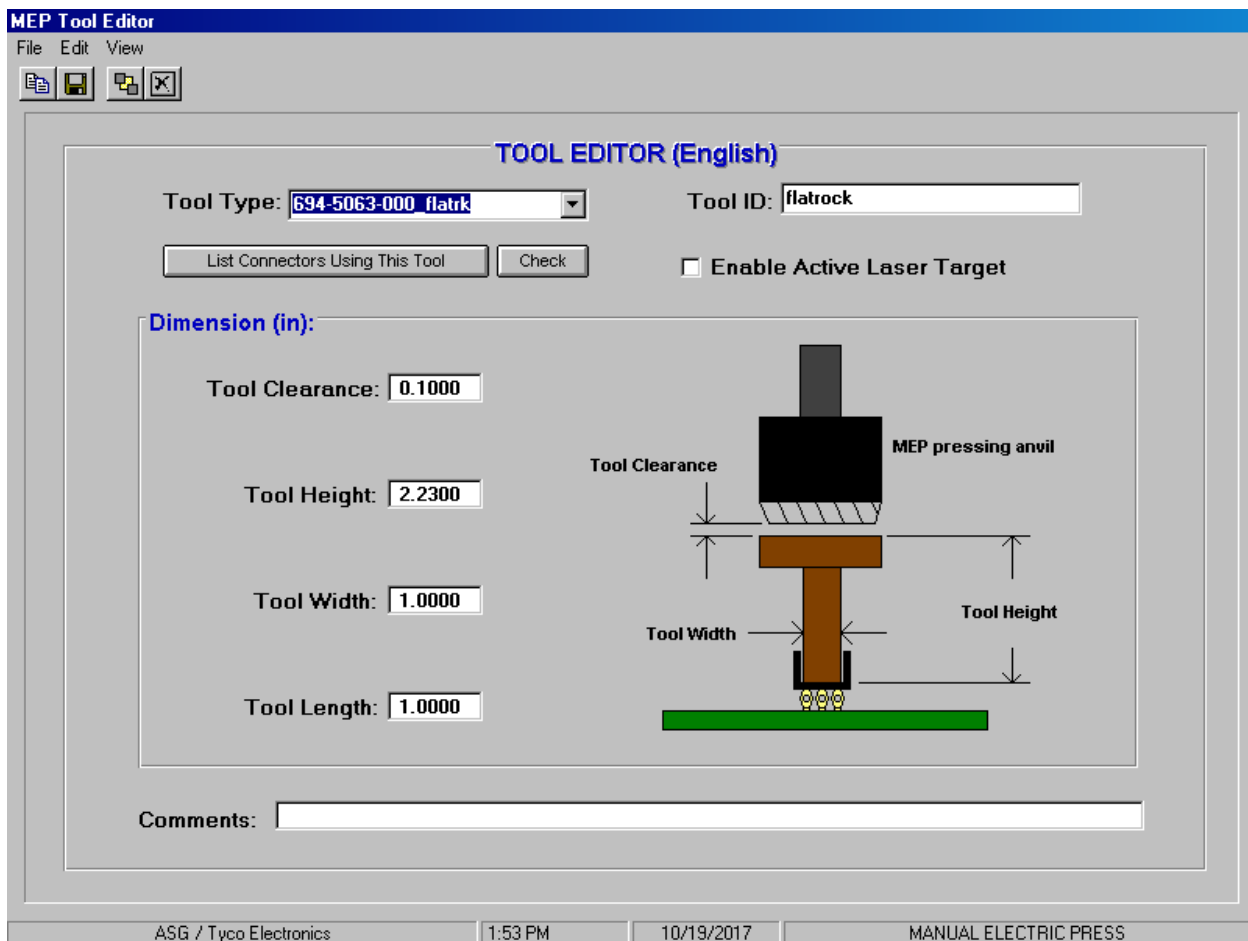 MEP Tool Editor
File Edit View
TOOL EDITOR (English)
Tool Type: 694-5063-000_flatrk
Tool ID: flatrock
List Connectors Using This Tool
Check
Enable Active Laser Target
Dimension (in):
Tool Clearance: 0.1000
Tool Height: 2.2300
Tool Width: 1.0000
Tool Length: 1.0000
MEP pressing anvil
Tool Clearance
Tool Height
Tool Width
Comments:
ASG / Tyco Electronics 1:53 PM 10/19/2017 MANUAL ELECTRIC PRESS